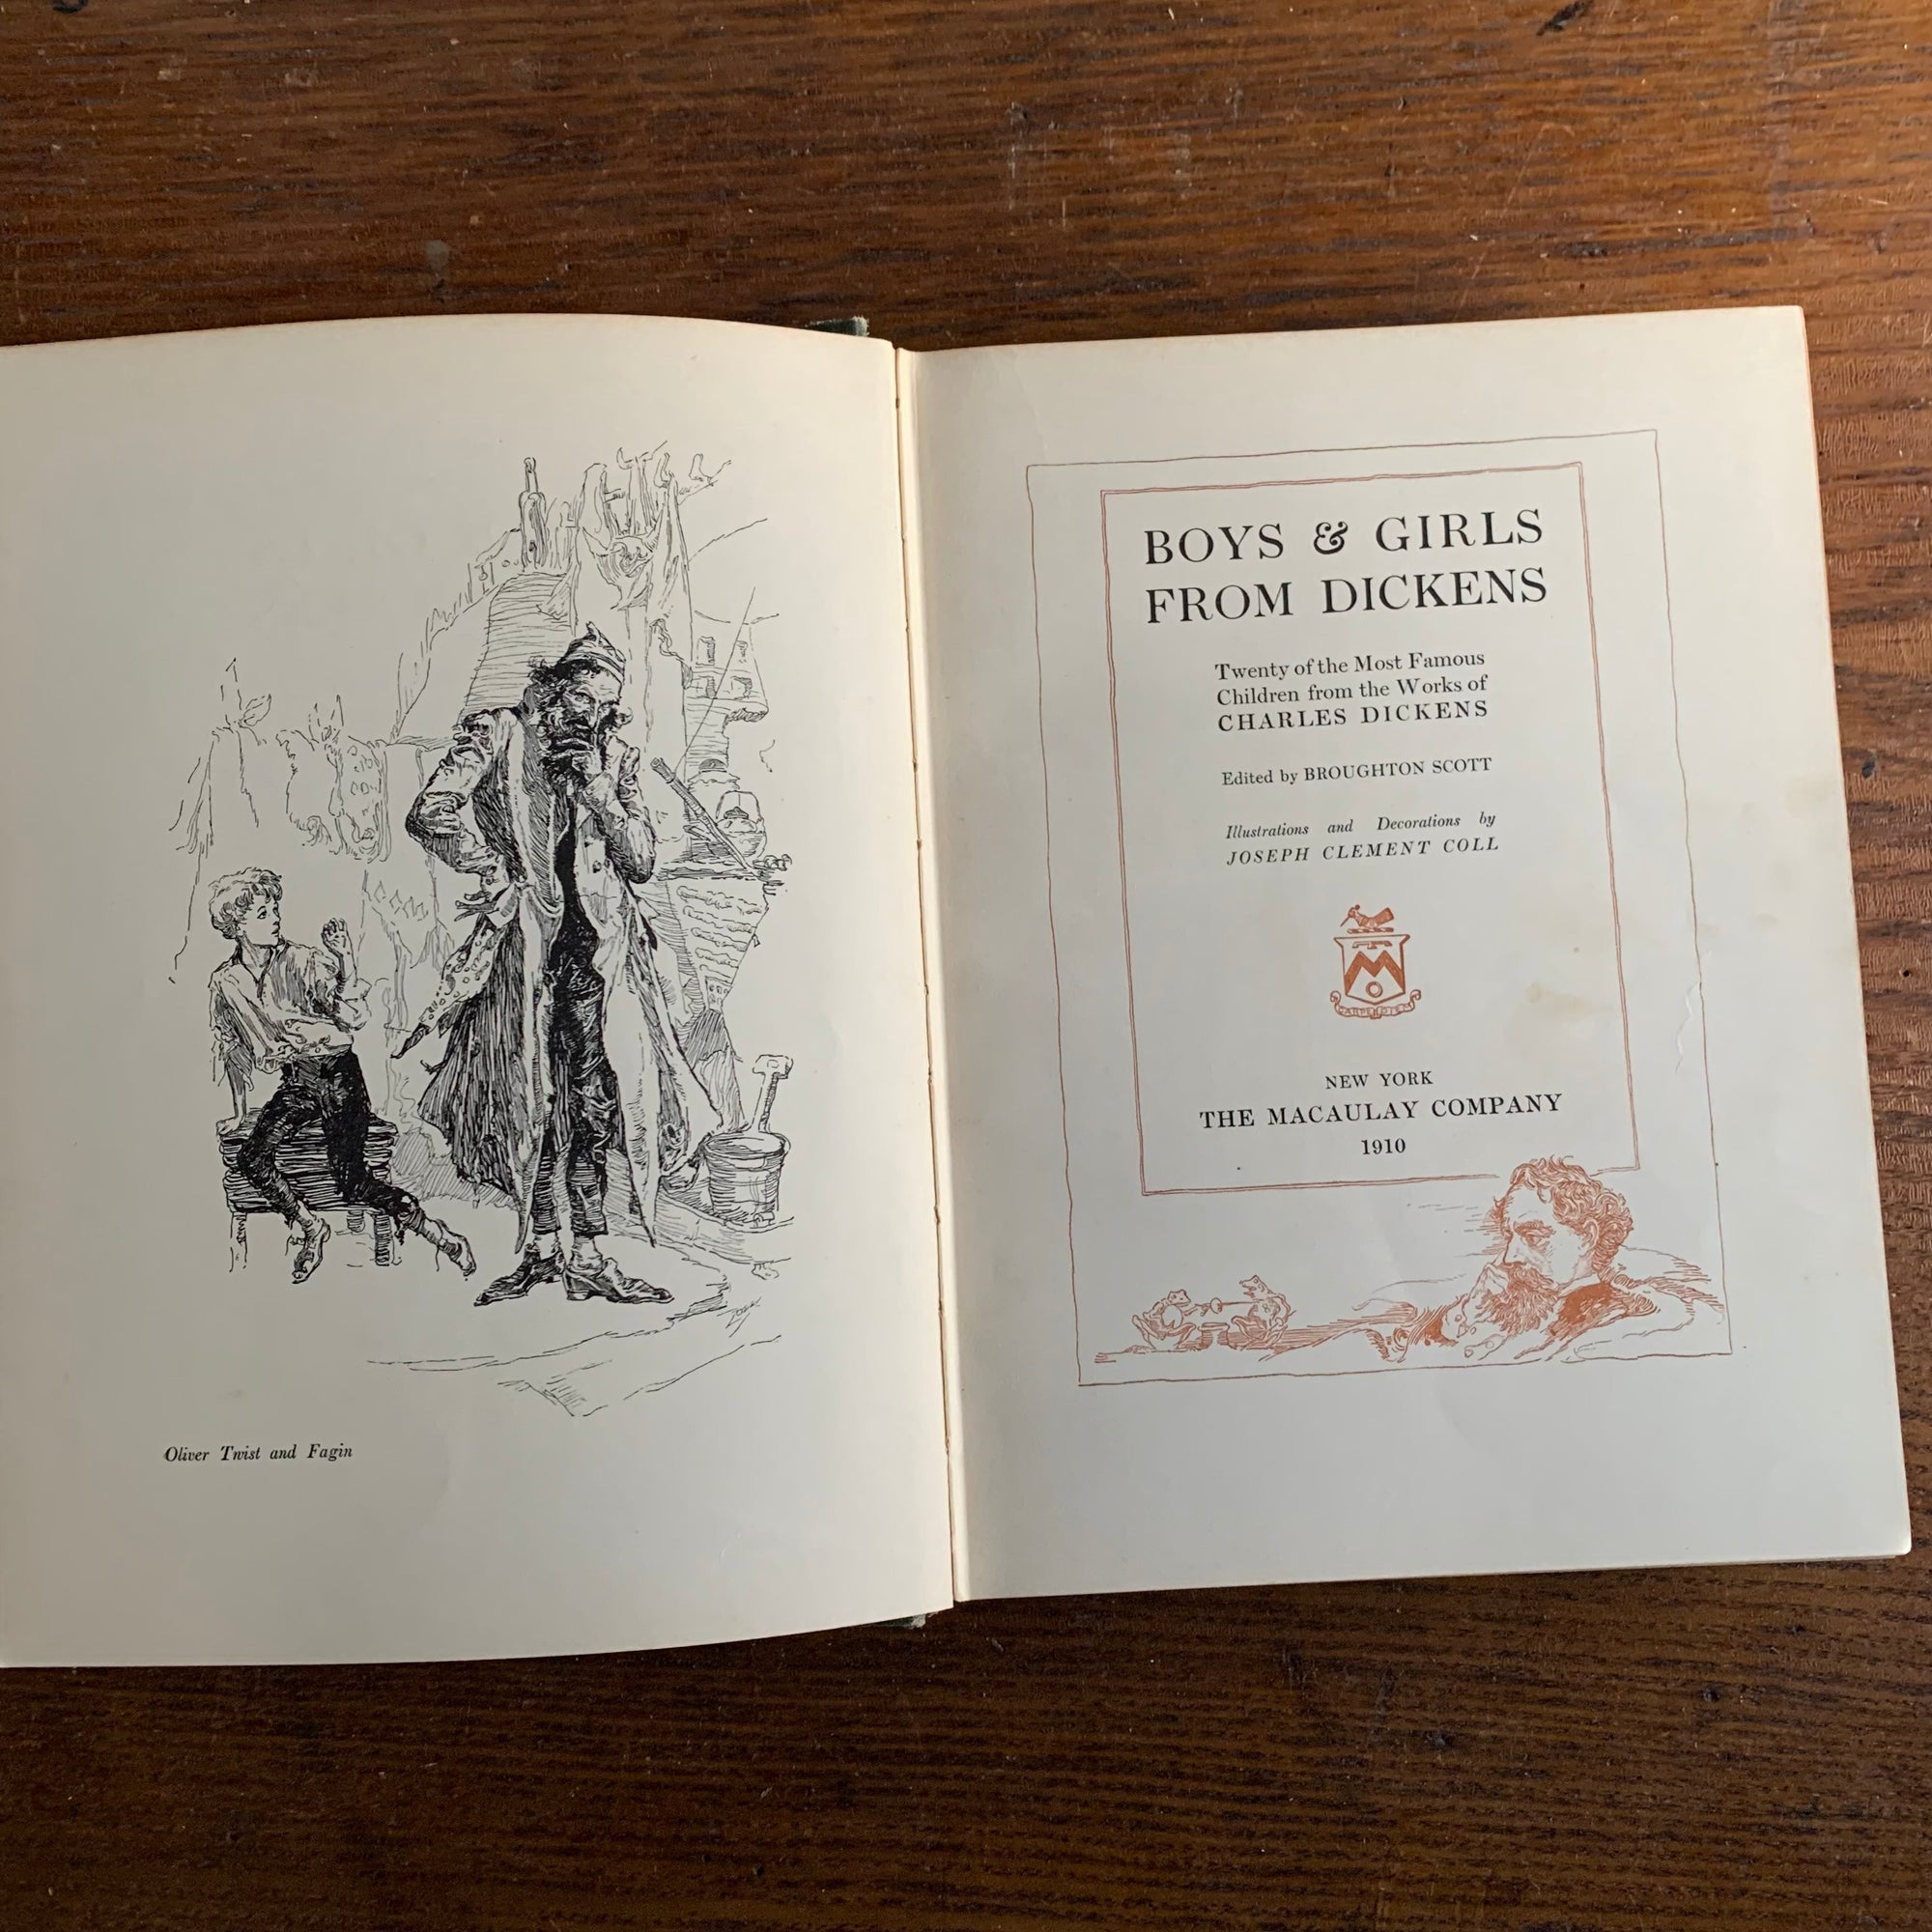 Oliver Twist and Fagin
BOYS & GIRLS
FROM DICKENS
Twenty of the Most Famous
Children from the Works of
CHARLES DICKENS
Edited by BROUGHTON SCOTT
Illustrations and Decorations by
JOSEPH CLEMENT COLL
M
NEW YORK
THE MACAULAY COMPANY
1910